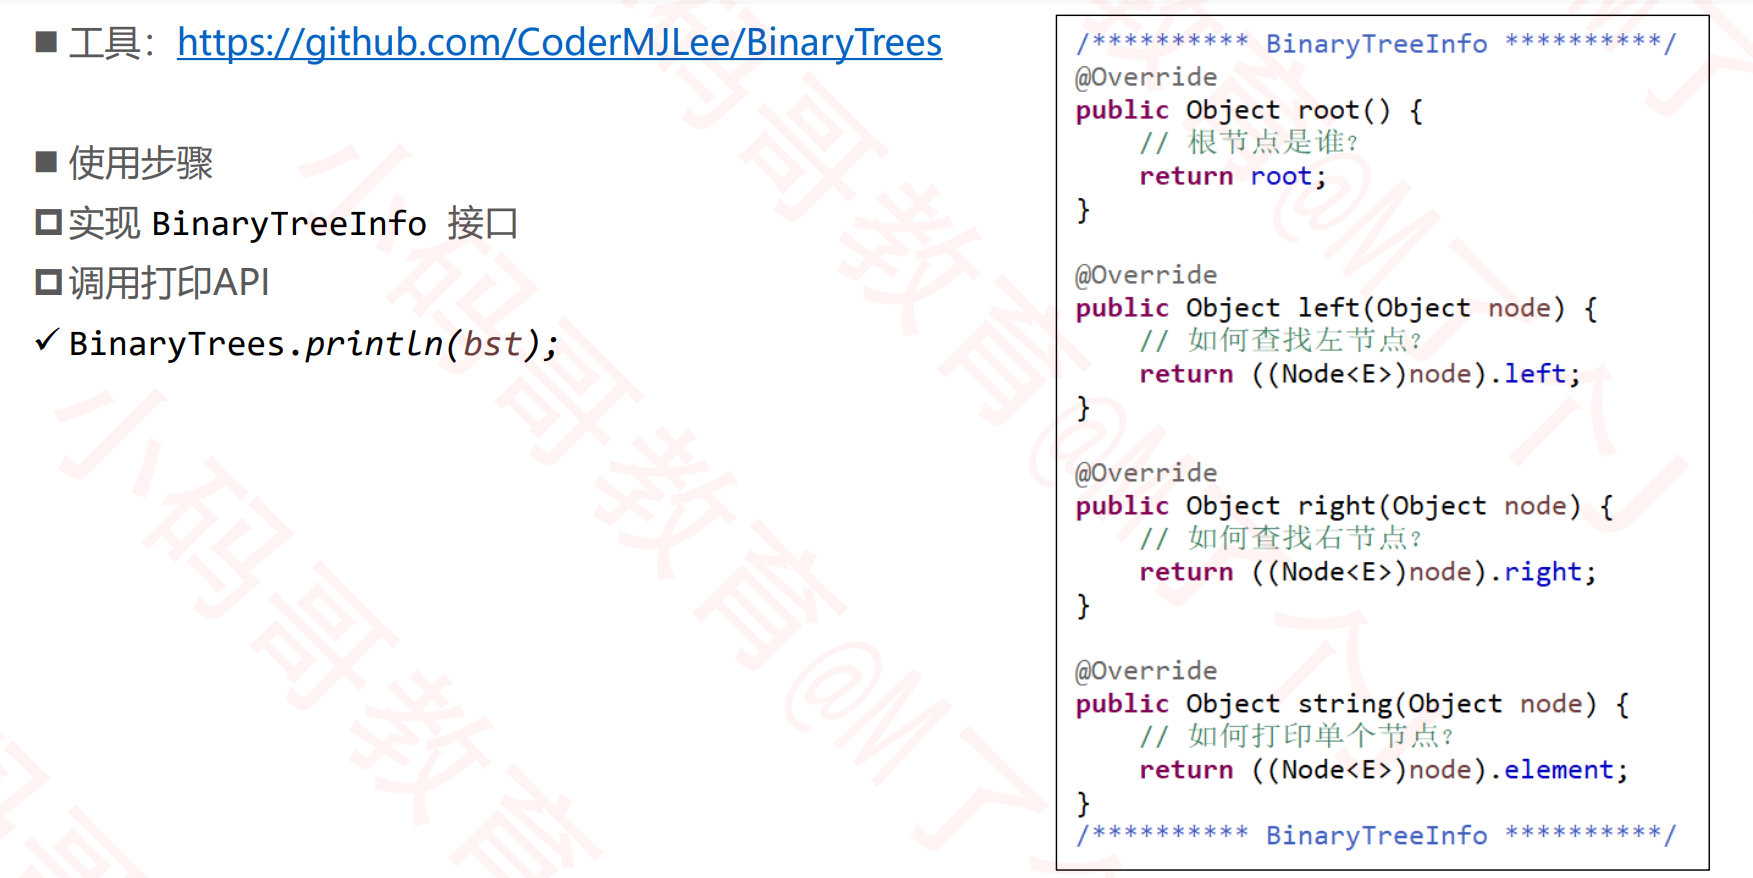 ■ 工具：https://github.com/CoderMJLee/BinaryTrees
■ 使用步骤
实现 BinaryTreeInfo 接口
调用打印API
✓ BinaryTrees.println(bst);
/********** BinaryTreeInfo **********/
@Override
public Object root() {
// 根节点是谁?
return root;
}
@Override
public Object left(Object node) {
// 如何查找左节点?
return ((Node<E>)node).left;
}
@Override
public Object right(Object node) {
// 如何查找右节点?
return ((Node<E>)node).right;
}
@Override
public Object string(Object node) {
// 如何打印单个节点?
return ((Node<E>)node).element;
}
/********** BinaryTreeInfo **********/
小码哥教育@M了个J
小码哥教育@M了个J
小码哥教育